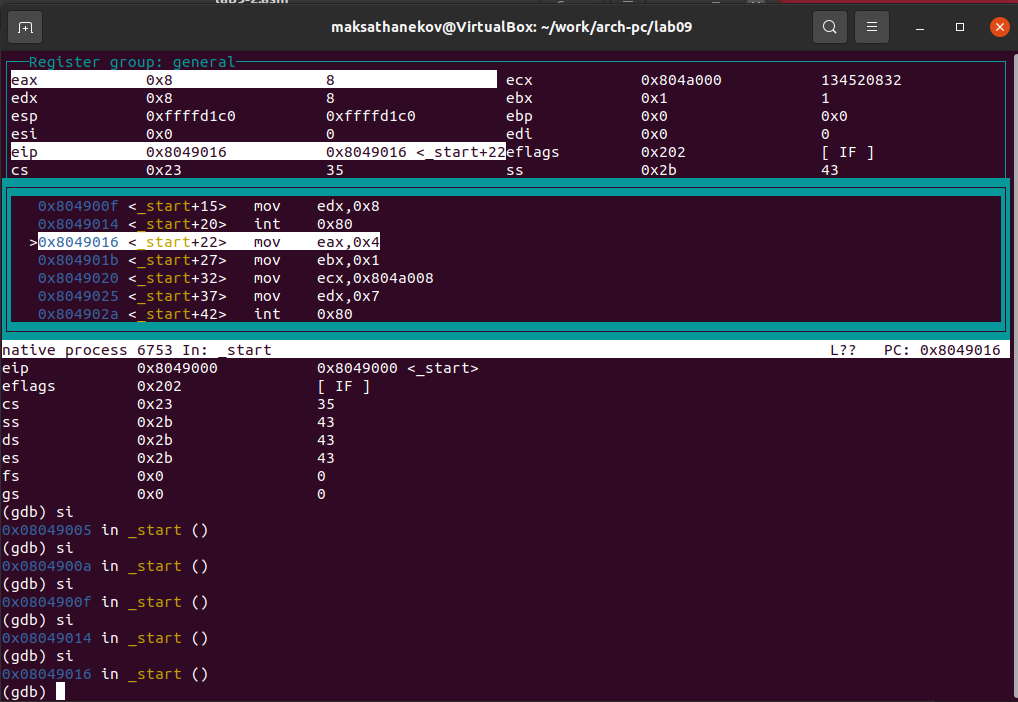 maksathanekov@VirtualBox: ~/work/arch-pc/lab09
Register group: general
eax 0x8 8 ecx 0x804a000 134520832
edx 0x8 8 ebx 0x1 1
esp 0xffffd1c0 0xffffd1c0 ebp 0x0 0x0
esi 0x0 0 edi 0x0 0
eip 0x8049016 0x8049016 <_start+22eflags 0x202 [ IF ]
cs 0x23 35 ss 0x2b 43
0x804900f <_start+15> mov edx,0x8
0x8049014 <_start+20> int 0x80
>0x8049016 <_start+22> mov eax,0x4
0x804901b <_start+27> mov ebx,0x1
0x8049020 <_start+32> mov ecx,0x804a008
0x8049025 <_start+37> mov edx,0x7
0x804902a <_start+42> int 0x80
native process 6753 In: _start L?? PC: 0x8049016
eip 0x8049000 0x8049000 <_start>
eflags 0x202 [ IF ]
cs 0x23 35
ss 0x2b 43
ds 0x2b 43
es 0x2b 43
fs 0x0 0
gs 0x0 0
(gdb) si
0x08049005 in _start ()
(gdb) si
0x0804900a in _start ()
(gdb) si
0x0804900f in _start ()
(gdb) si
0x08049014 in _start ()
(gdb) si
0x08049016 in _start ()
(gdb)